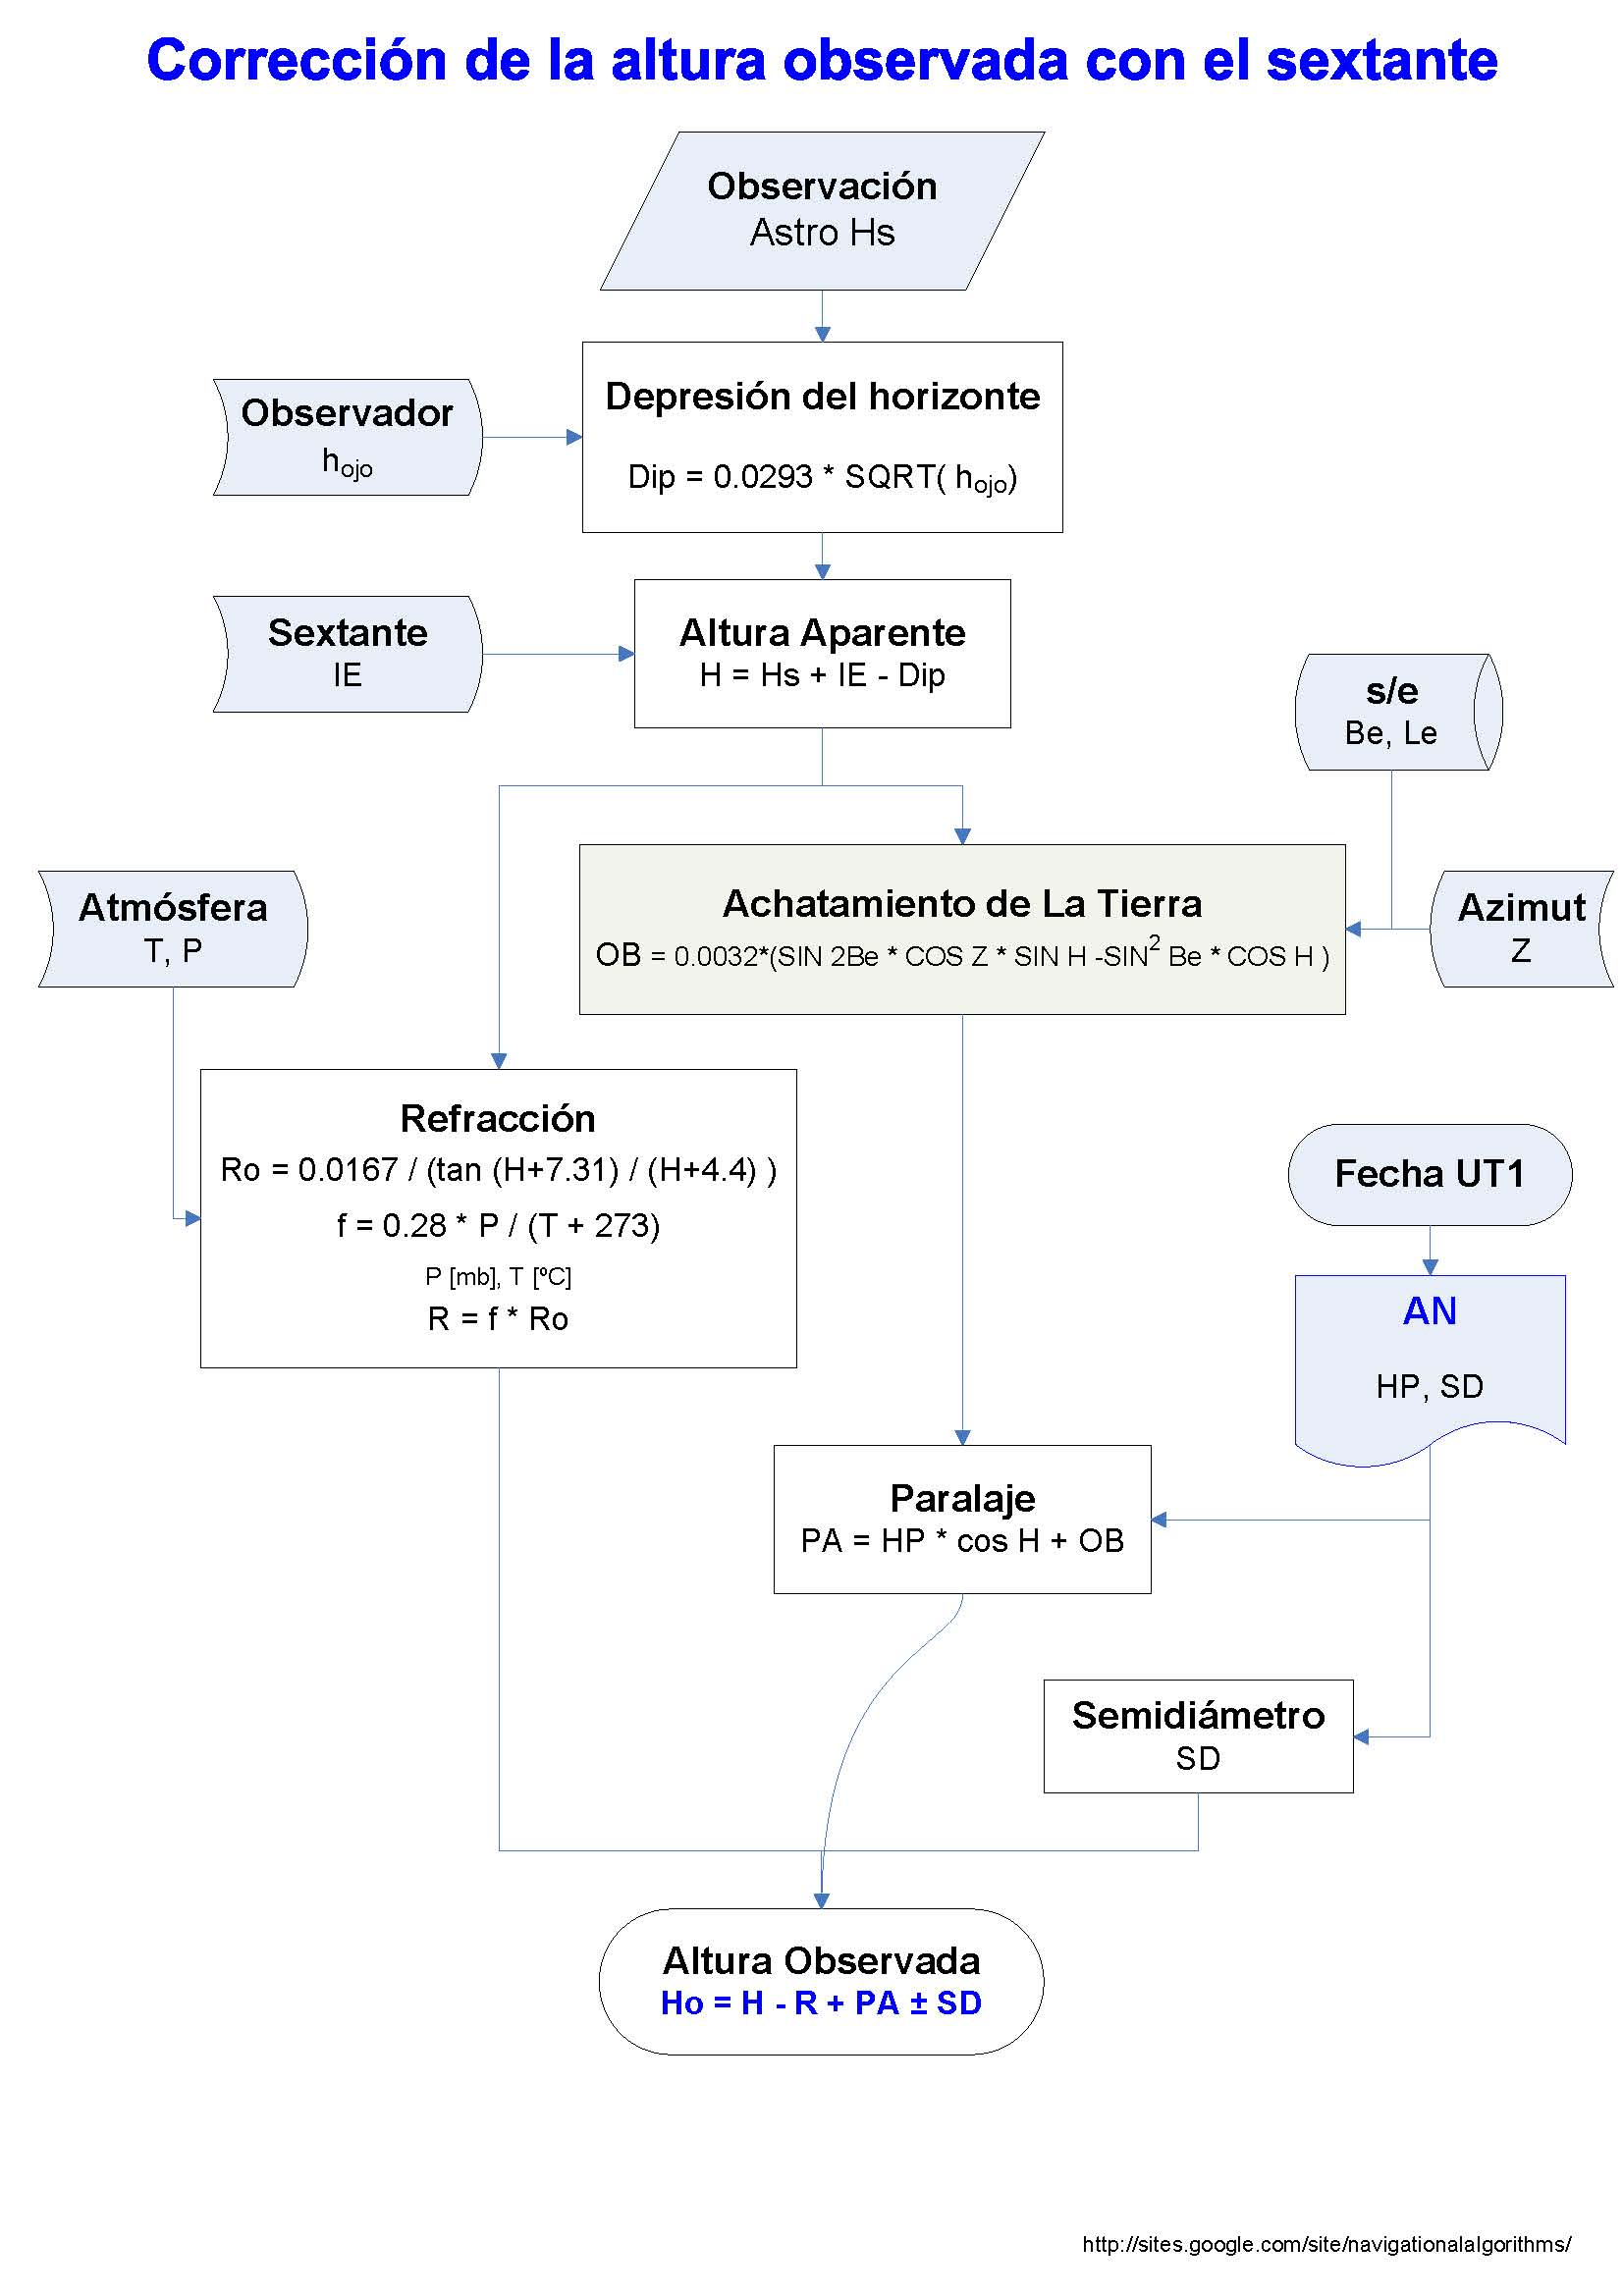 Corrección de la altura observada con el sextante
Observación
Astro Hs
Observador
hojo
Depresión del horizonte
Dip = 0.0293 * SQRT( hojo)
Sextante
IE
Altura Aparente
H = Hs + IE - Dip
s/e
Be, Le
Atmósfera
T, P
Achatamiento de La Tierra
OB = 0.0032*(SIN 2Be * COS Z * SIN H -SIN2 Be * COS H )
Azimut
Z
Refracción
Ro = 0.0167 / (tan (H+7.31) / (H+4.4) )
f = 0.28 * P / (T + 273)
P [mb], T [ºC]
R = f * Ro
Fecha UT1
AN
HP, SD
Paralaje
PA = HP * cos H + OB
Semidiámetro
SD
Altura Observada
Ho = H - R + PA ± SD
http://sites.google.com/site/navigationalalgorithms/